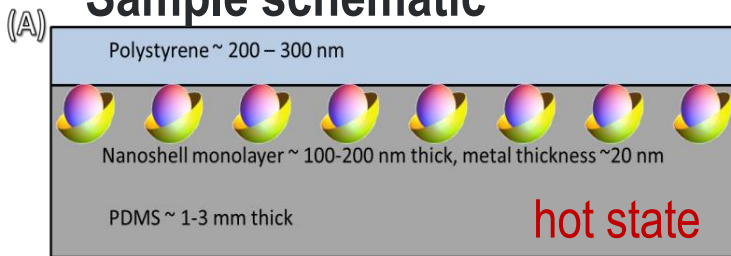 Sample schematic
(A)
Polystyrene ~ 200 – 300 nm
Nanoshell monolayer ~ 100-200 nm thick, metal thickness ~20 nm
PDMS ~ 1-3 mm thick
hot state